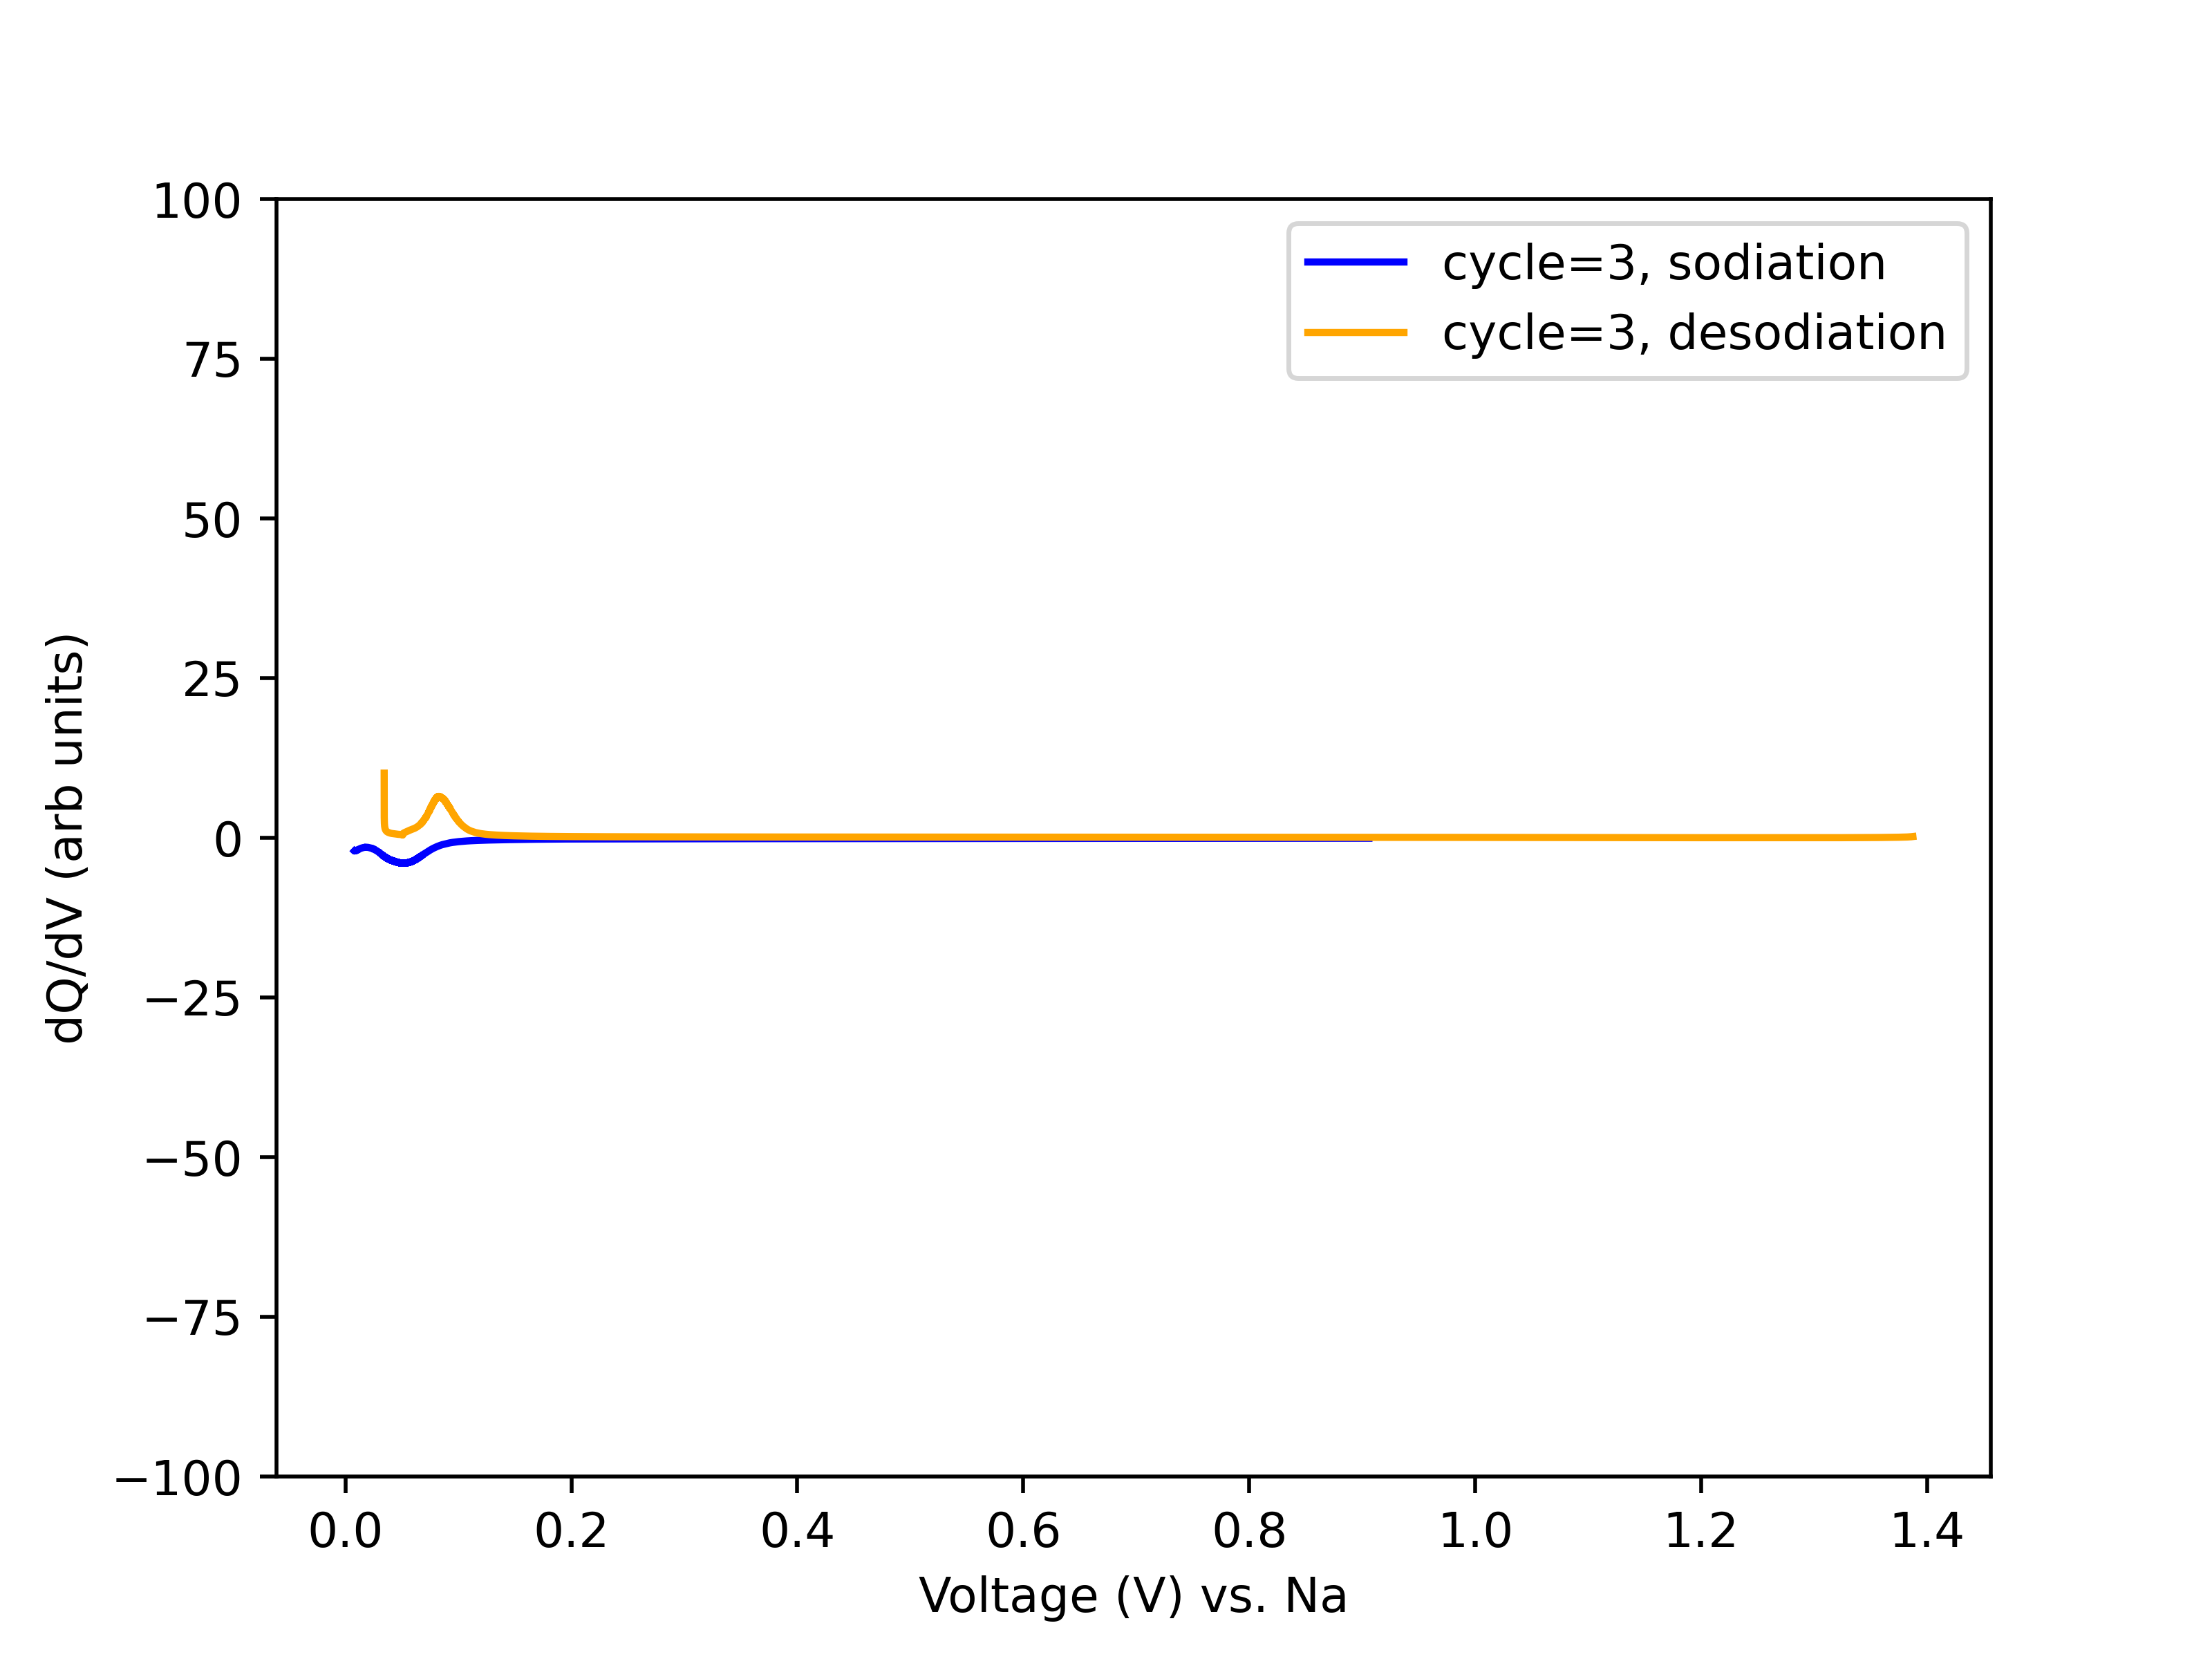 100
75
50
25
0
−25
−50
−75
−100
dQ/dV (arb units)
cycle=3, sodiation
cycle=3, desodiation
0.0 0.2 0.4 0.6 0.8 1.0 1.2 1.4
Voltage (V) vs. Na